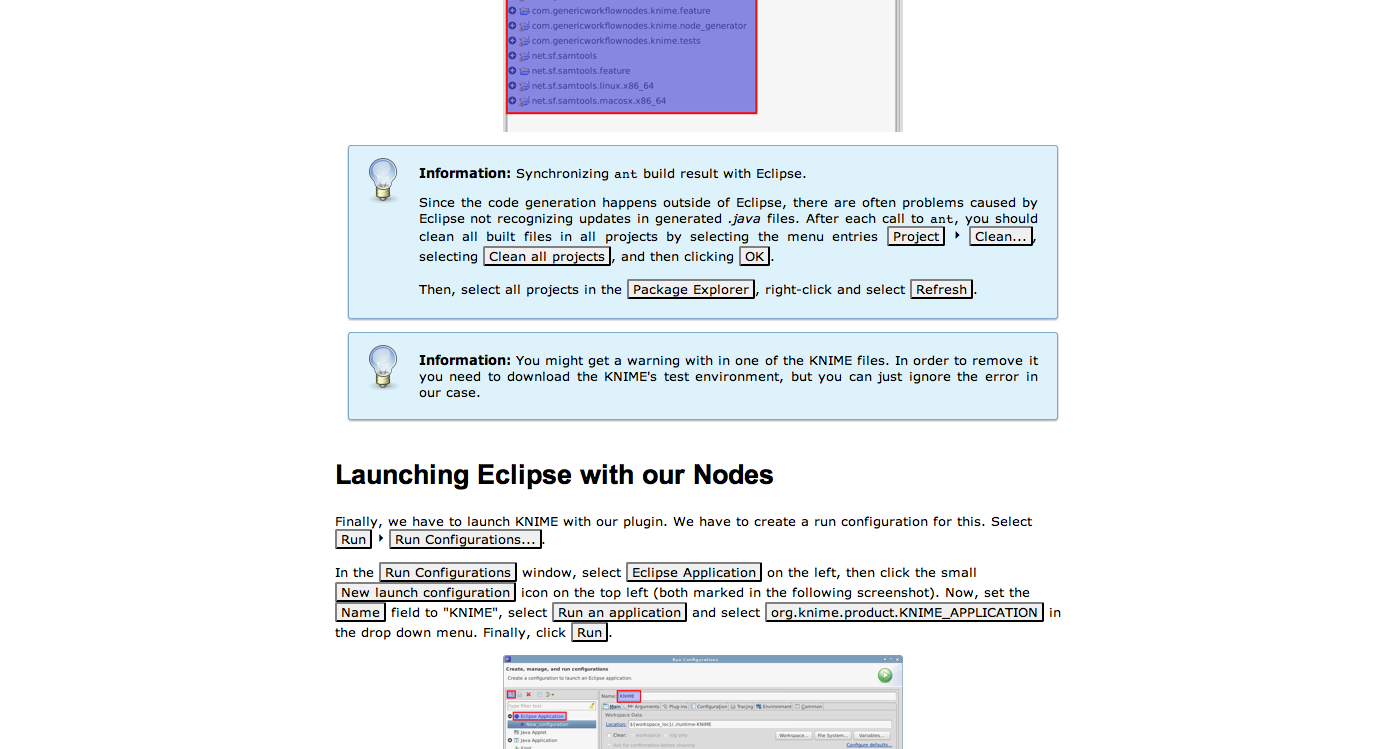 com.genericworkflownodes.knime.feature
com.genericworkflownodes.knime.node_generator
com.genericworkflownodes.knime.tests
net.sf.samtools
net.sf.samtools.feature
net.sf.samtools.linux.x86_64
net.sf.samtools.macosx.x86_64
Information: Synchronizing ant build result with Eclipse.
Since the code generation happens outside of Eclipse, there are often problems caused by
Eclipse not recognizing updates in generated .java files. After each call to ant, you should
clean all built files in all projects by selecting the menu entries Project ‣ Clean...,
selecting Clean all projects, and then clicking OK.
Then, select all projects in the Package Explorer, right-click and select Refresh.
Information: You might get a warning with in one of the KNIME files. In order to remove it
you need to download the KNIME's test environment, but you can just ignore the error in
our case.
Launching Eclipse with our Nodes
Finally, we have to launch KNIME with our plugin. We have to create a run configuration for this. Select
Run ‣ Run Configurations....
In the Run Configurations window, select Eclipse Application on the left, then click the small
New launch configuration icon on the top left (both marked in the following screenshot). Now, set the
Name field to "KNIME", select Run an application and select org.knime.product.KNIME_APPLICATION in
the drop down menu. Finally, click Run.
Run Configurations
Create, manage, and run configurations
Create a configuration to launch an Eclipse application.
Name: KNIME
type filter text
Main Arguments Plug-ins Configuration Tracing Environment Common
Eclipse Application
Workspace Data
New_configuration
Location: ${workspace_loc}/../runtime-KNIME
Java Applet
Clear: workspace log only Workspace... File System... Variables...
Java Application
Ask for confirmation before clearing Configure defaults...
JUnit